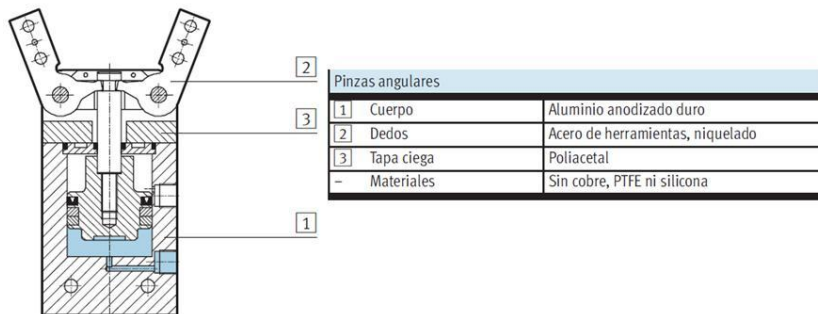 2
3
1
Pinzas angulares
1 Cuerpo Aluminio anodizado duro
2 Dedos Acero de herramientas, niquelado
3 Tapa ciega Poliacetal
– Materiales Sin cobre, PTFE ni silicona